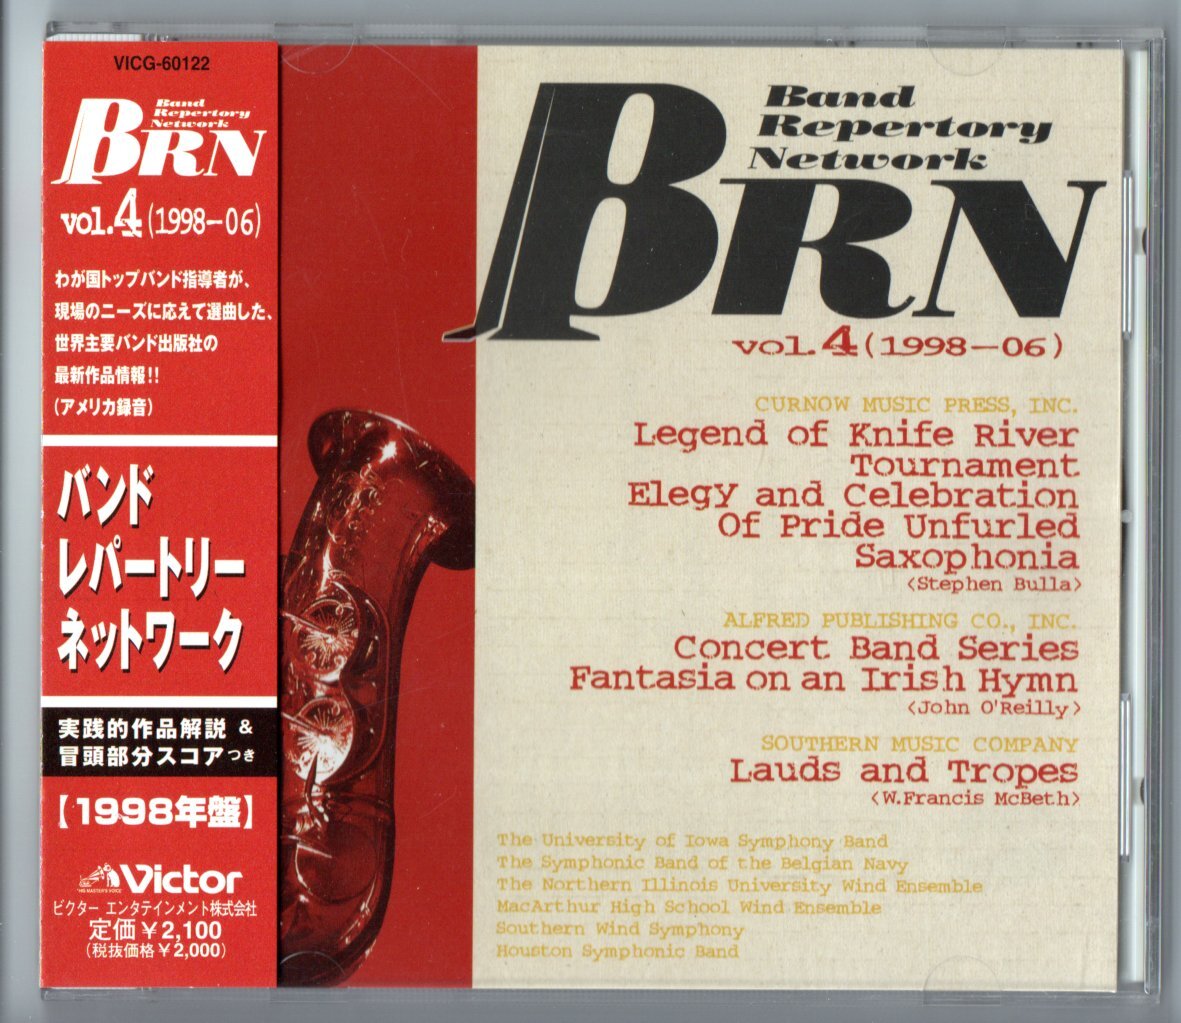 VICG-60122
Band
Repertory
Network
BRN
vol.4 (1998-06)
わが国トップバンド指導者が、
現場のニーズに応えて選曲した、
世界主要バンド出版社の
最新作品情報!!
(アメリカ録音)
バンド
レパートリー
ネットワーク
実践的作品解説 &
冒頭部分スコアつき
【1998年盤】
"HIS MASTER'S VOICE"
Victor
ビクター エンタテインメント株式会社
定価¥2,100
(税抜価格¥2,000)
Band
Repertory
Network
BRN
vol.4 (1998-06)
CURNOW MUSIC PRESS, INC.
Legend of Knife River
Tournament
Elegy and Celebration
Of Pride Unfurled
Saxophonia
<Stephen Bulla>
ALFRED PUBLISHING CO., INC.
Concert Band Series
Fantasia on an Irish Hymn
<John O'Reilly>
SOUTHERN MUSIC COMPANY
Lauds and Tropes
<W.Francis McBeth>
The University of Iowa Symphony Band
The Symphonic Band of the Belgian Navy
The Northern Illinois University Wind Ensemble
MacArthur High School Wind Ensemble
Southern Wind Symphony
Houston Symphonic Band